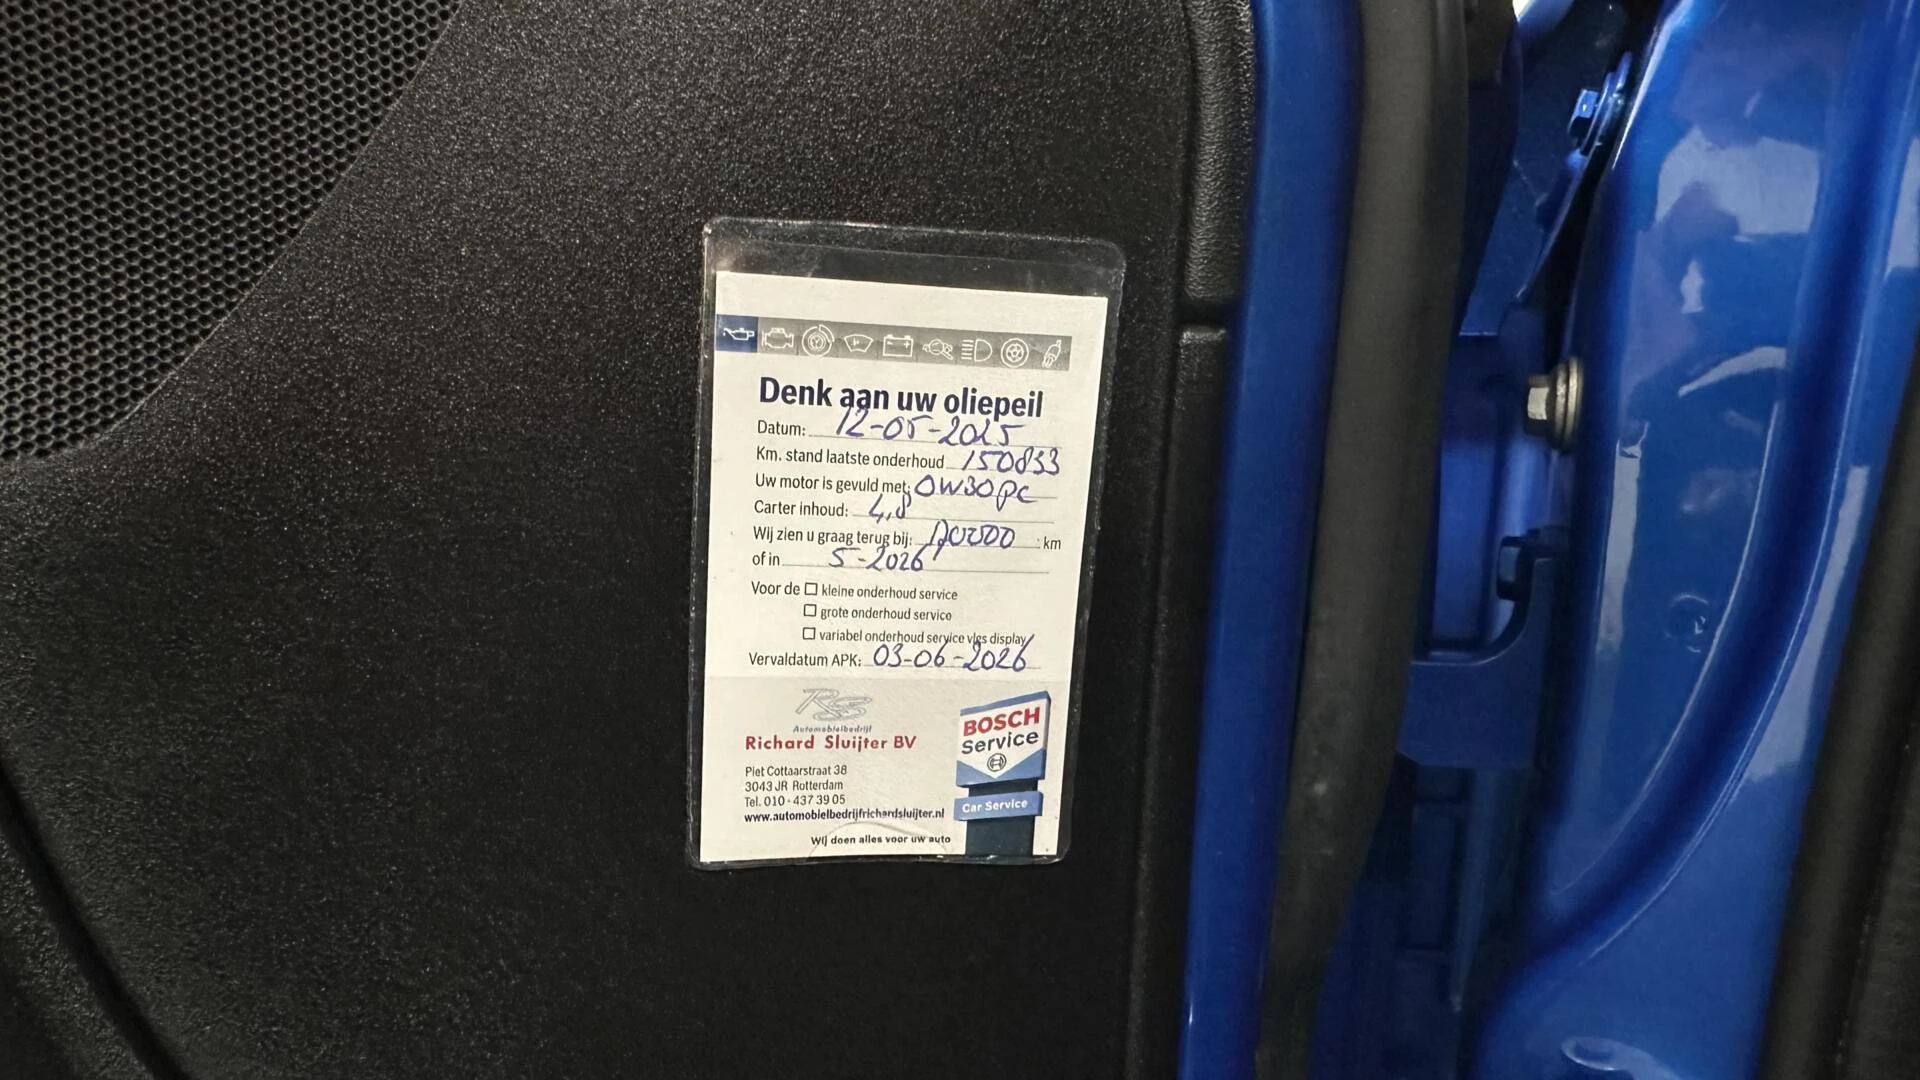 Denk aan uw oliepeil
Datum: 12-05-2025
Km. stand laatste onderhoud 150833
Uw motor is gevuld met: 0W30 PC
Carter inhoud: 4,8
Wij zien u graag terug bij: km
of in 5-2026
Voor de kleine onderhoud service
grote onderhoud service
variabel onderhoud service vlgs display
Vervaldatum APK: 03-06-2026
RS
Automobielbedrijf
Richard Sluijter BV
Piet Cottaarstraat 38
3043 JR Rotterdam
Tel. 010 - 437 39 05
www.automobielbedrijfrichardsluijter.nl
Wij doen alles voor uw auto
BOSCH
Service
Car Service